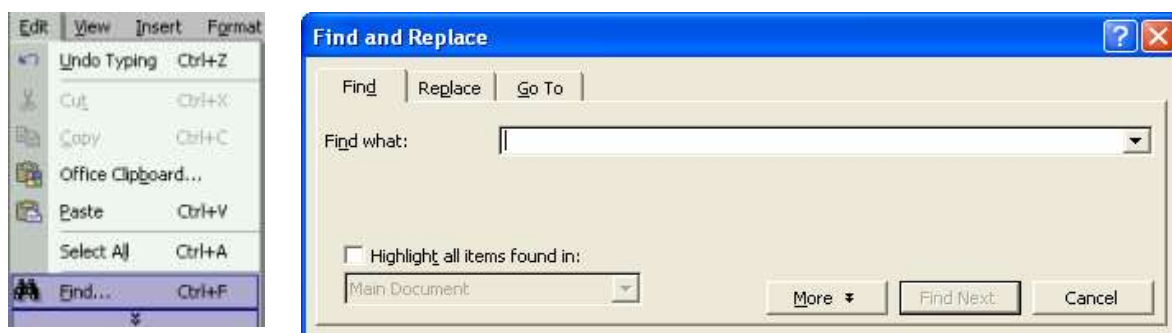 Edit View Insert Format
Undo Typing Ctrl+Z
Cut Ctrl+X
Copy Ctrl+C
Office Clipboard...
Paste Ctrl+V
Select All Ctrl+A
Find... Ctrl+F
Find and Replace
Find Replace Go To
Find what:
Highlight all items found in:
Main Document
More Find Next Cancel